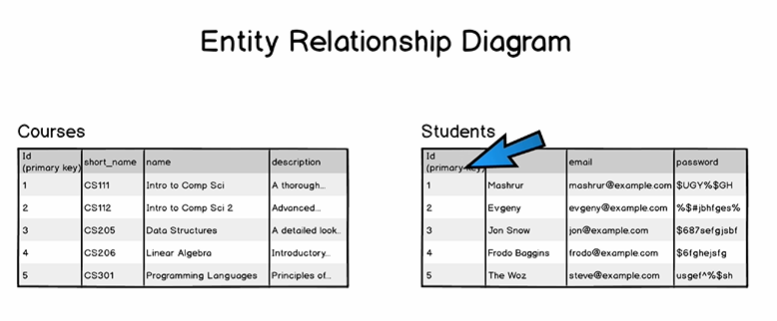 Entity Relationship Diagram
Courses
Id (primary key) short_name name description
1 CS111 Intro to Comp Sci A thorough...
2 CS112 Intro to Comp Sci 2 Advanced...
3 CS205 Data Structures A detailed look..
4 CS206 Linear Algebra Introductory...
5 CS301 Programming Languages Principles of...
Students
Id (primary key) email password
1 Mashrur mashrur@example.com $UGY%$GH
2 Evgeny evgeny@example.com %$#jbhfges%
3 Jon Snow jon@example.com $687sefgjsbf
4 Frodo Baggins frodo@example.com $6fghejsfg
5 The Woz steve@example.com usgef^%$sh